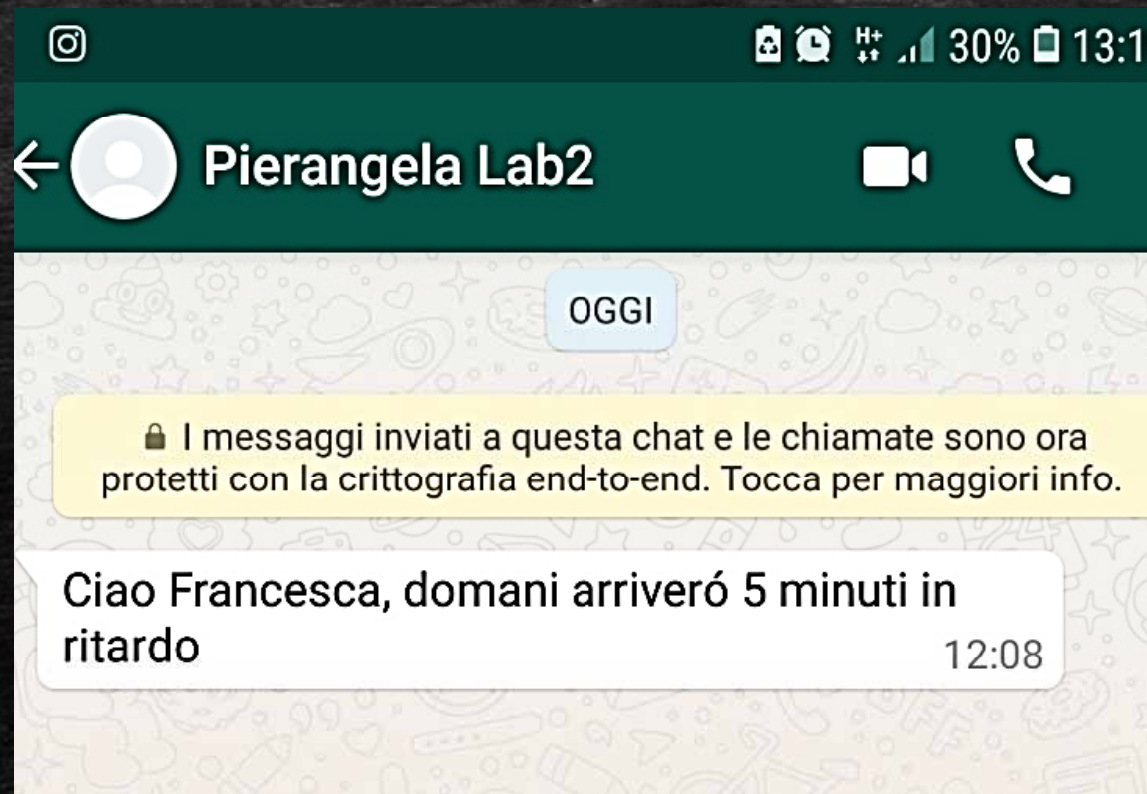 H+ 30% 13:1
Pierangela Lab2
OGGI
I messaggi inviati a questa chat e le chiamate sono ora
protetti con la crittografia end-to-end. Tocca per maggiori info.
Ciao Francesca, domani arriveró 5 minuti in
ritardo
12:08